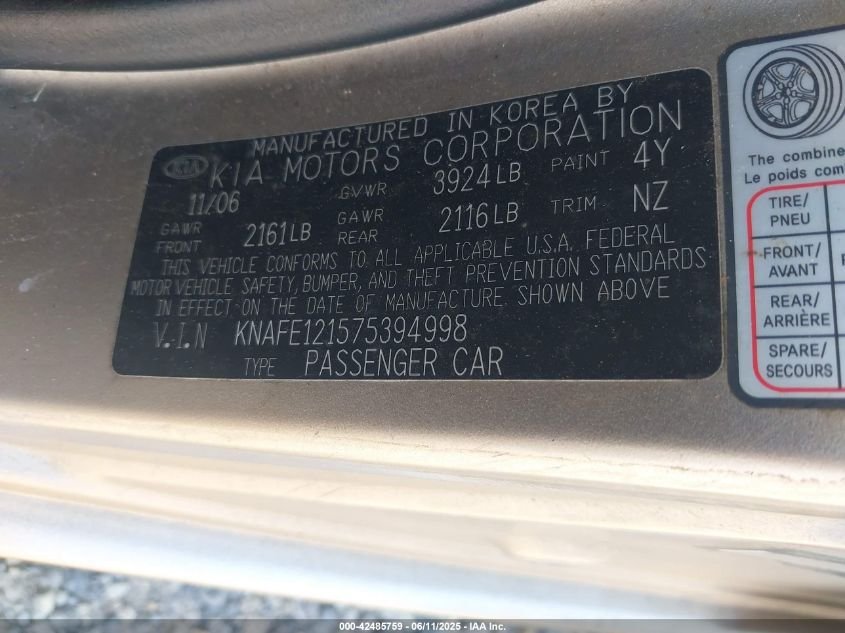 MANUFACTURED IN KOREA BY
KIA KIA MOTORS CORPORATION
11/06 GVWR 3924LB PAINT 4Y
GAWR FRONT 2161LB GAWR REAR 2116LB TRIM NZ
THIS VEHICLE CONFORMS TO ALL APPLICABLE U.S.A. FEDERAL
MOTOR VEHICLE SAFETY, BUMPER, AND THEFT PREVENTION STANDARDS
IN EFFECT ON THE DATE OF MANUFACTURE SHOWN ABOVE
V.I.N KNAFE121575394998
TYPE PASSENGER CAR
The combine
Le poids com
TIRE/
PNEU
FRONT/
AVANT
REAR/
ARRIÈRE
SPARE/
SECOURS
000-42485759 - 06/11/2025 - IAA Inc.